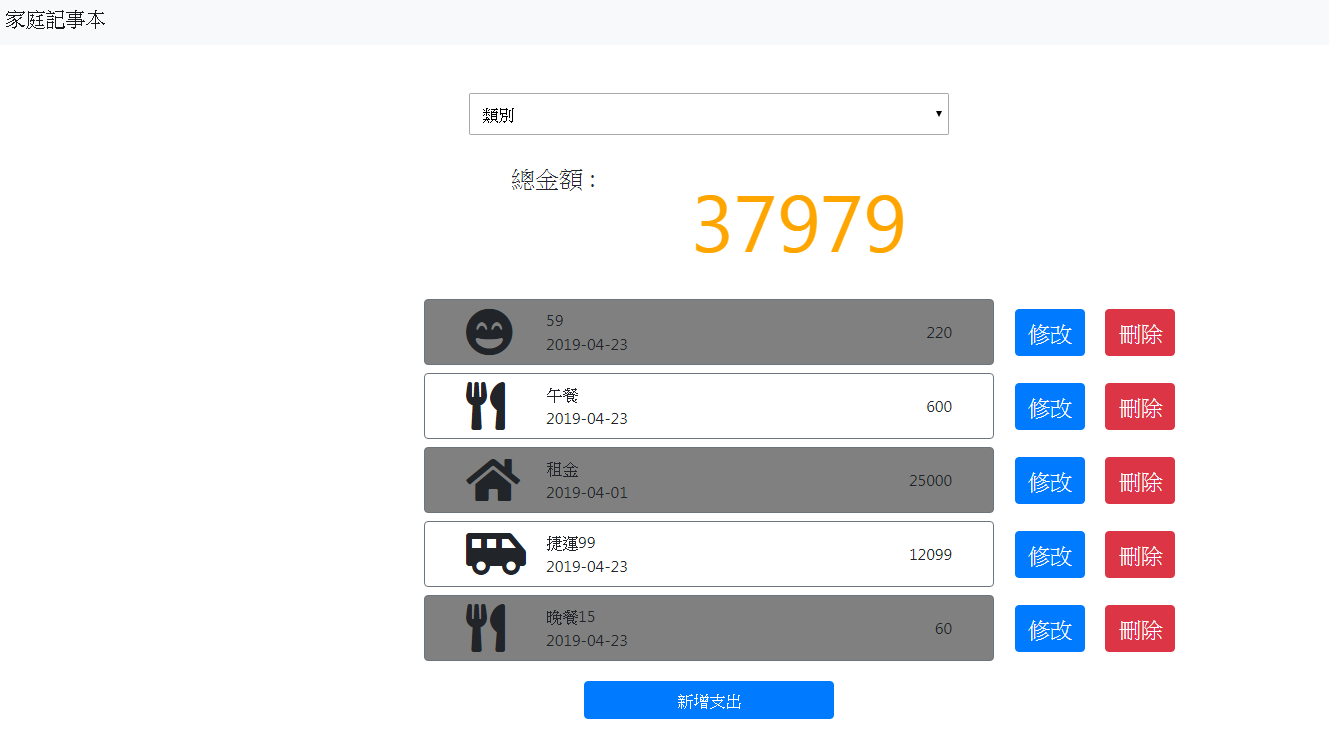 家庭記事本
類別
總金額：
37979
59
2019-04-23
220
修改 刪除
午餐
2019-04-23
600
修改 刪除
租金
2019-04-01
25000
修改 刪除
捷運99
2019-04-23
12099
修改 刪除
晚餐15
2019-04-23
60
修改 刪除
新增支出